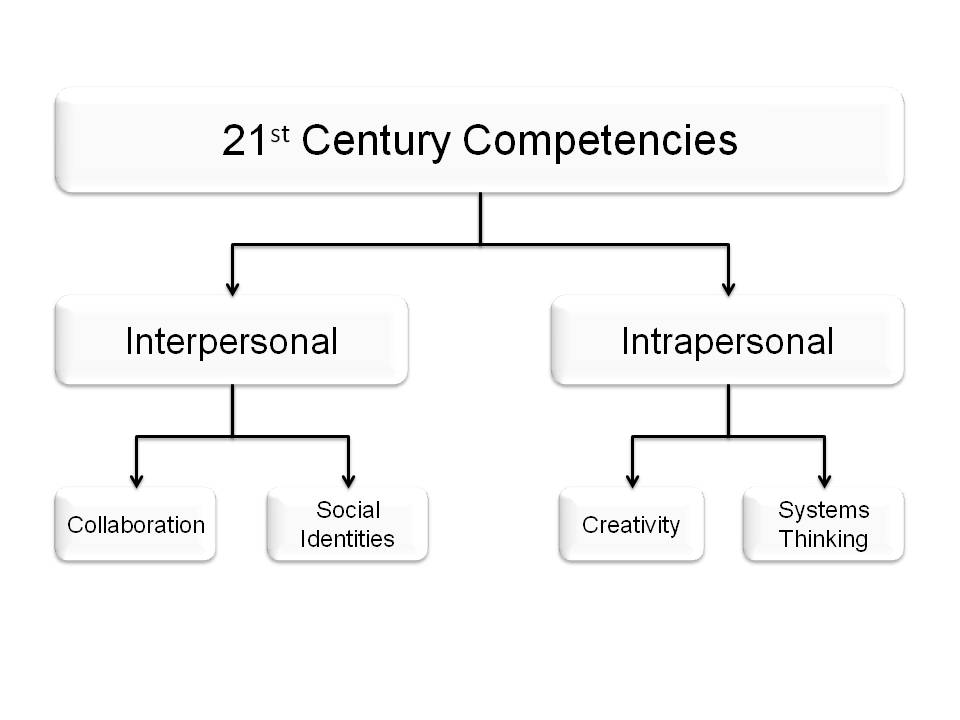 21st Century Competencies
Interpersonal
Intrapersonal
Collaboration
Social
Identities
Creativity
Systems
Thinking